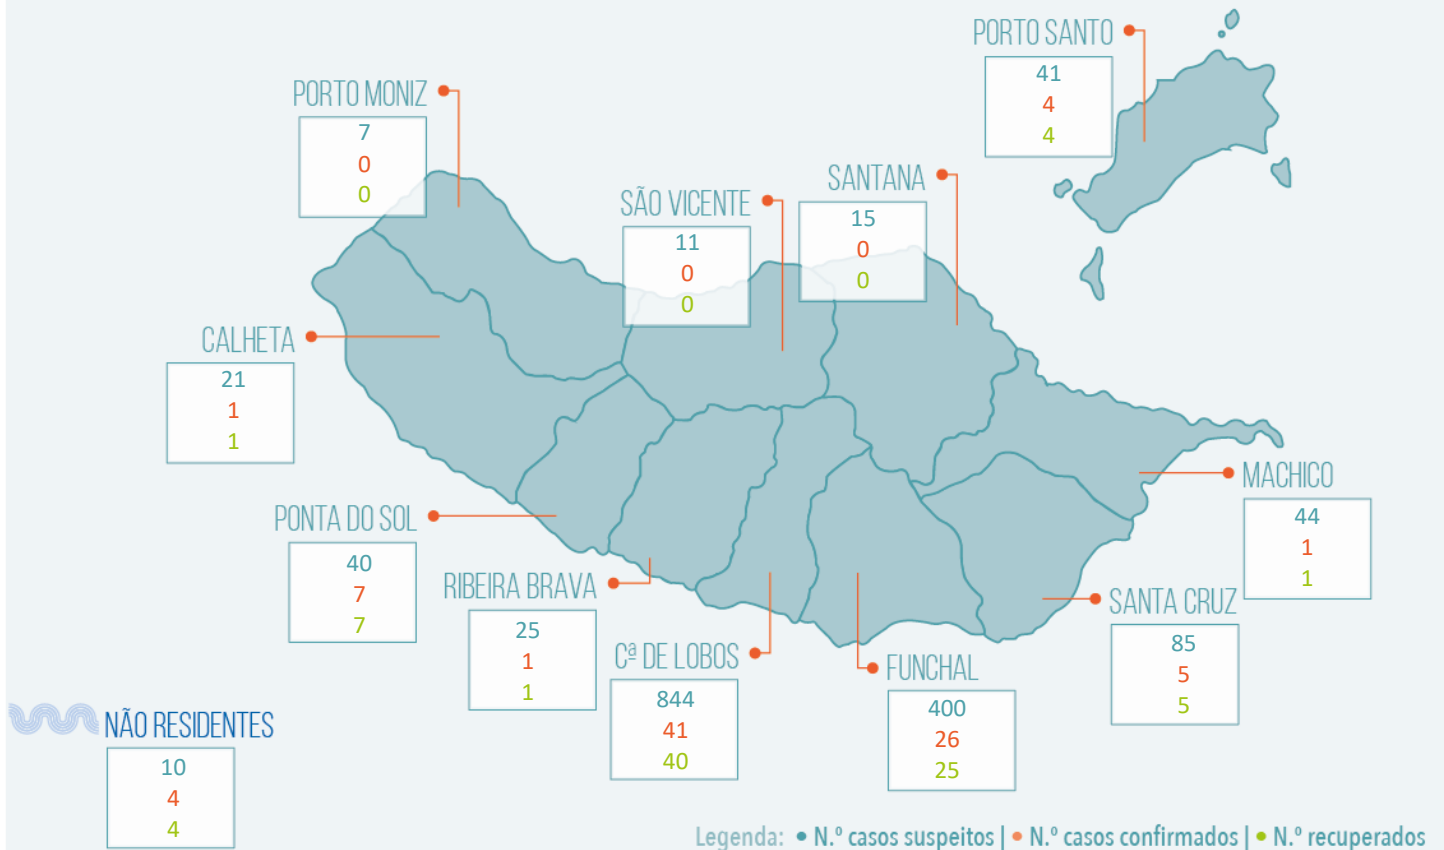 PORTO SANTO
41
4
4
PORTO MONIZ
7
0
0
SANTANA
15
0
0
SÃO VICENTE
11
0
0
CALHETA
21
1
1
MACHICO
44
1
1
PONTA DO SOL
40
7
7
RIBEIRA BRAVA
25
1
1
SANTA CRUZ
85
5
5
Cª DE LOBOS
844
41
40
FUNCHAL
400
26
25
NÃO RESIDENTES
10
4
4
Legenda: • N.º casos suspeitos | • N.º casos confirmados | • N.º recuperados